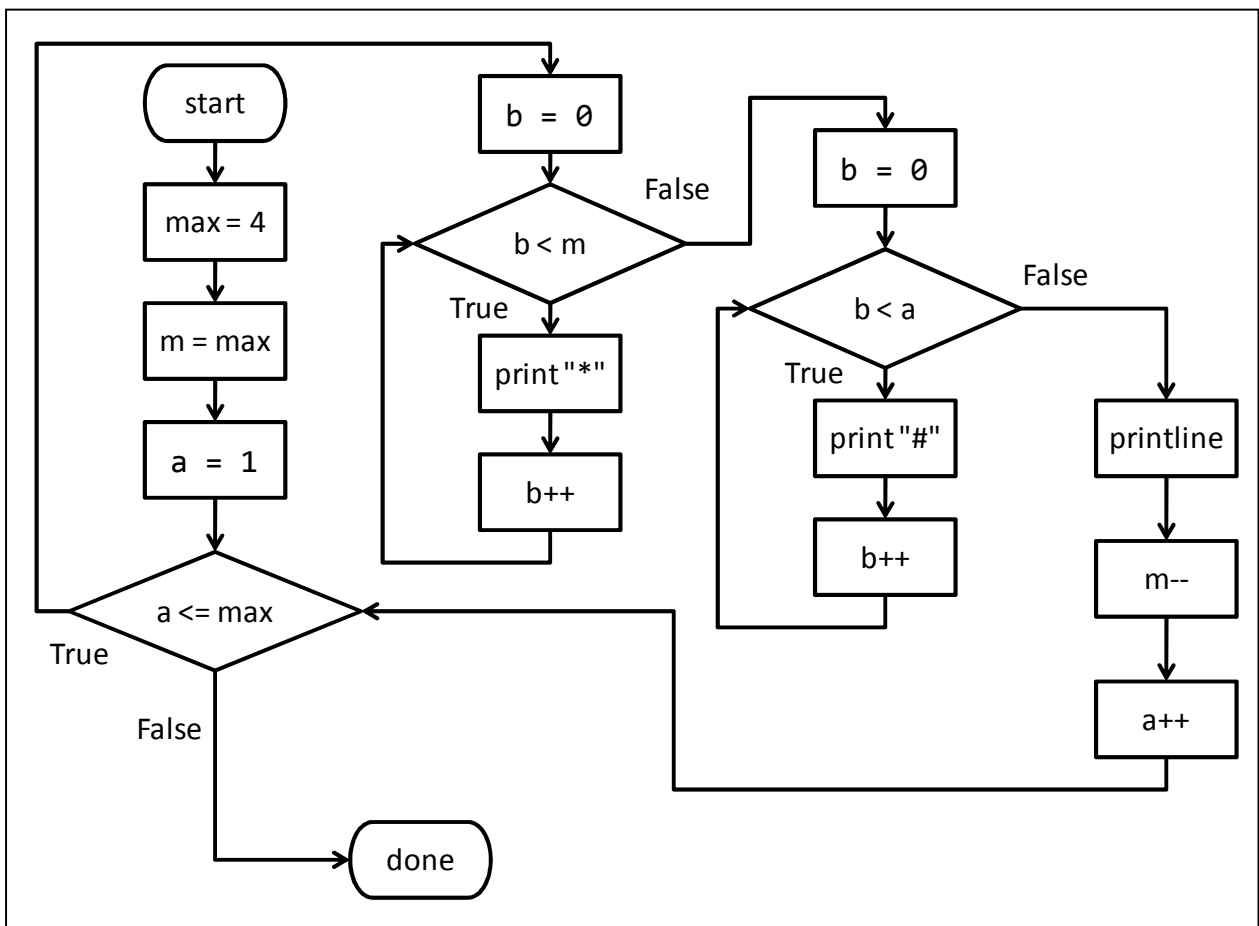 start
max = 4
m = max
a = 1
a <= max
True
False
done
b = 0
b < m
False
True
print "*"
b++
b = 0
b < a
False
True
print "#"
b++
printline
m--
a++